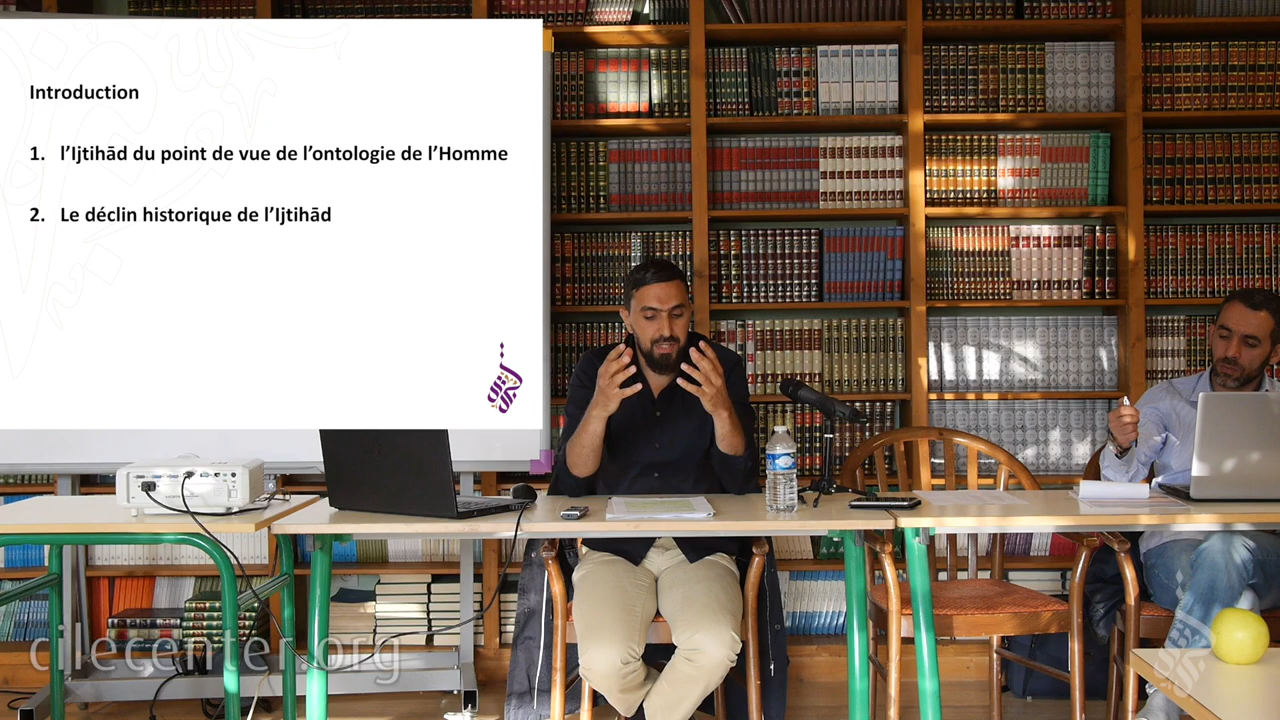 Introduction
1. l'Ijtihād du point de vue de l'ontologie de l'Homme
2. Le déclin historique de l'Ijtihād
cilecenter.org